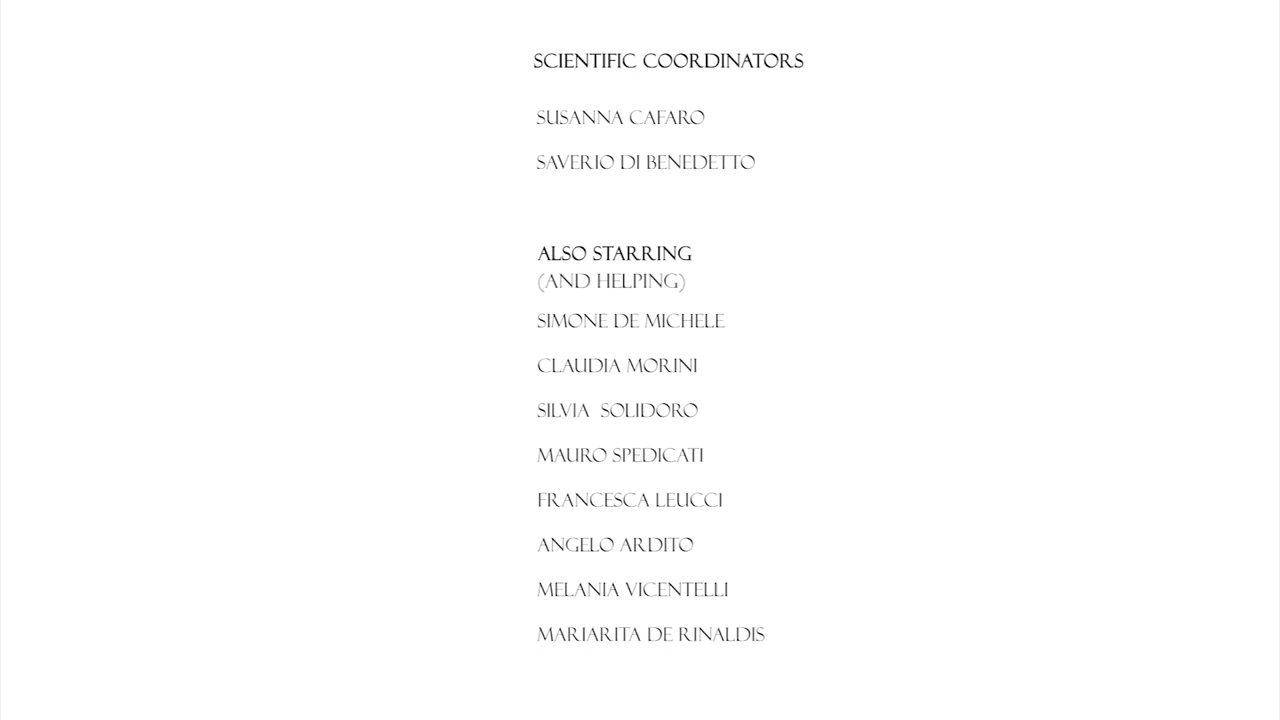 SCIENTIFIC COORDINATORS
SUSANNA CAFARO
SAVERIO DI BENEDETTO
ALSO STARRING
(AND HELPING)
SIMONE DE MICHELE
CLAUDIA MORINI
SILVIA  SOLIDORO
MAURO SPEDICATI
FRANCESCA LEUCCI
ANGELO ARDITO
MELANIA VICENTELLI
MARIARITA DE RINALDIS